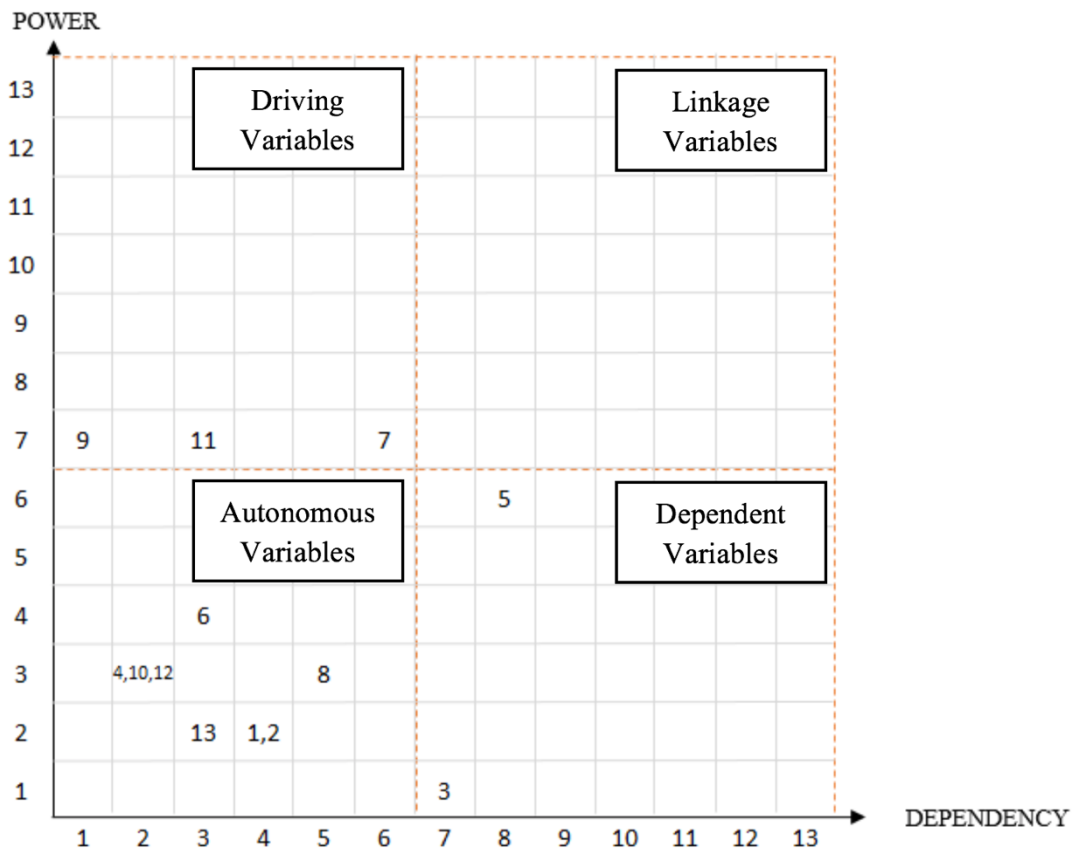 POWER
13
Driving
Variables
Linkage
Variables
12
11
10
9
8
7 9 11 7
6 5
Autonomous
Variables
Dependent
Variables
5
4 6
3 4,10,12 8
2 13 1,2
1 3
1 2 3 4 5 6 7 8 9 10 11 12 13
DEPENDENCY